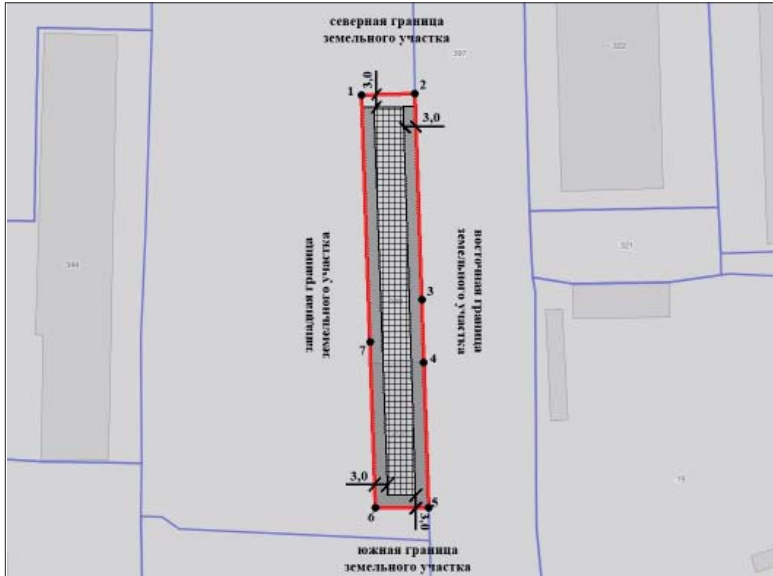 северная граница
земельного участка
397
322
3,0
1
2
3,0
западная граница
земельного участка
восточная граница
земельного участка
344
321
3
7
4
3,0
6
5
3,0
южная граница
земельного участка